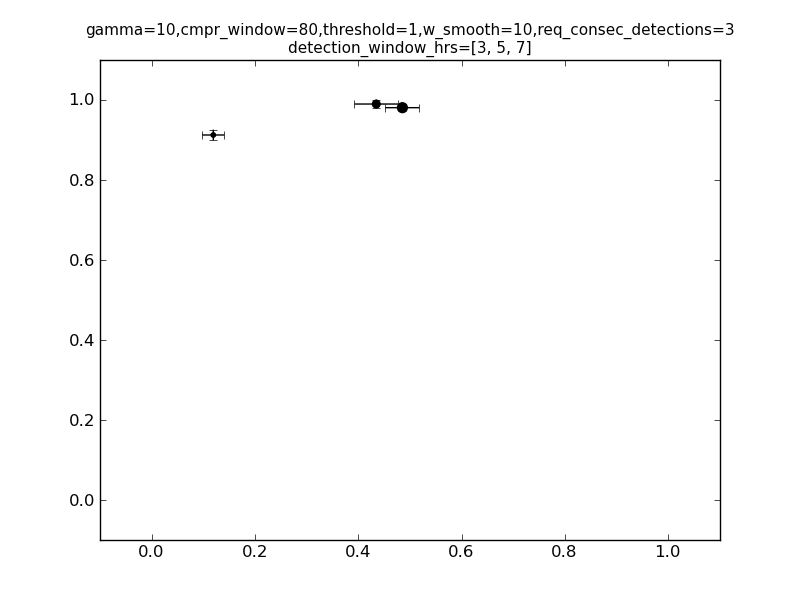 gamma=10,cmpr_window=80,threshold=1,w_smooth=10,req_consec_detections=3
detection_window_hrs=[3, 5, 7]
1.0
0.8
0.6
0.4
0.2
0.0
0.0 0.2 0.4 0.6 0.8 1.0